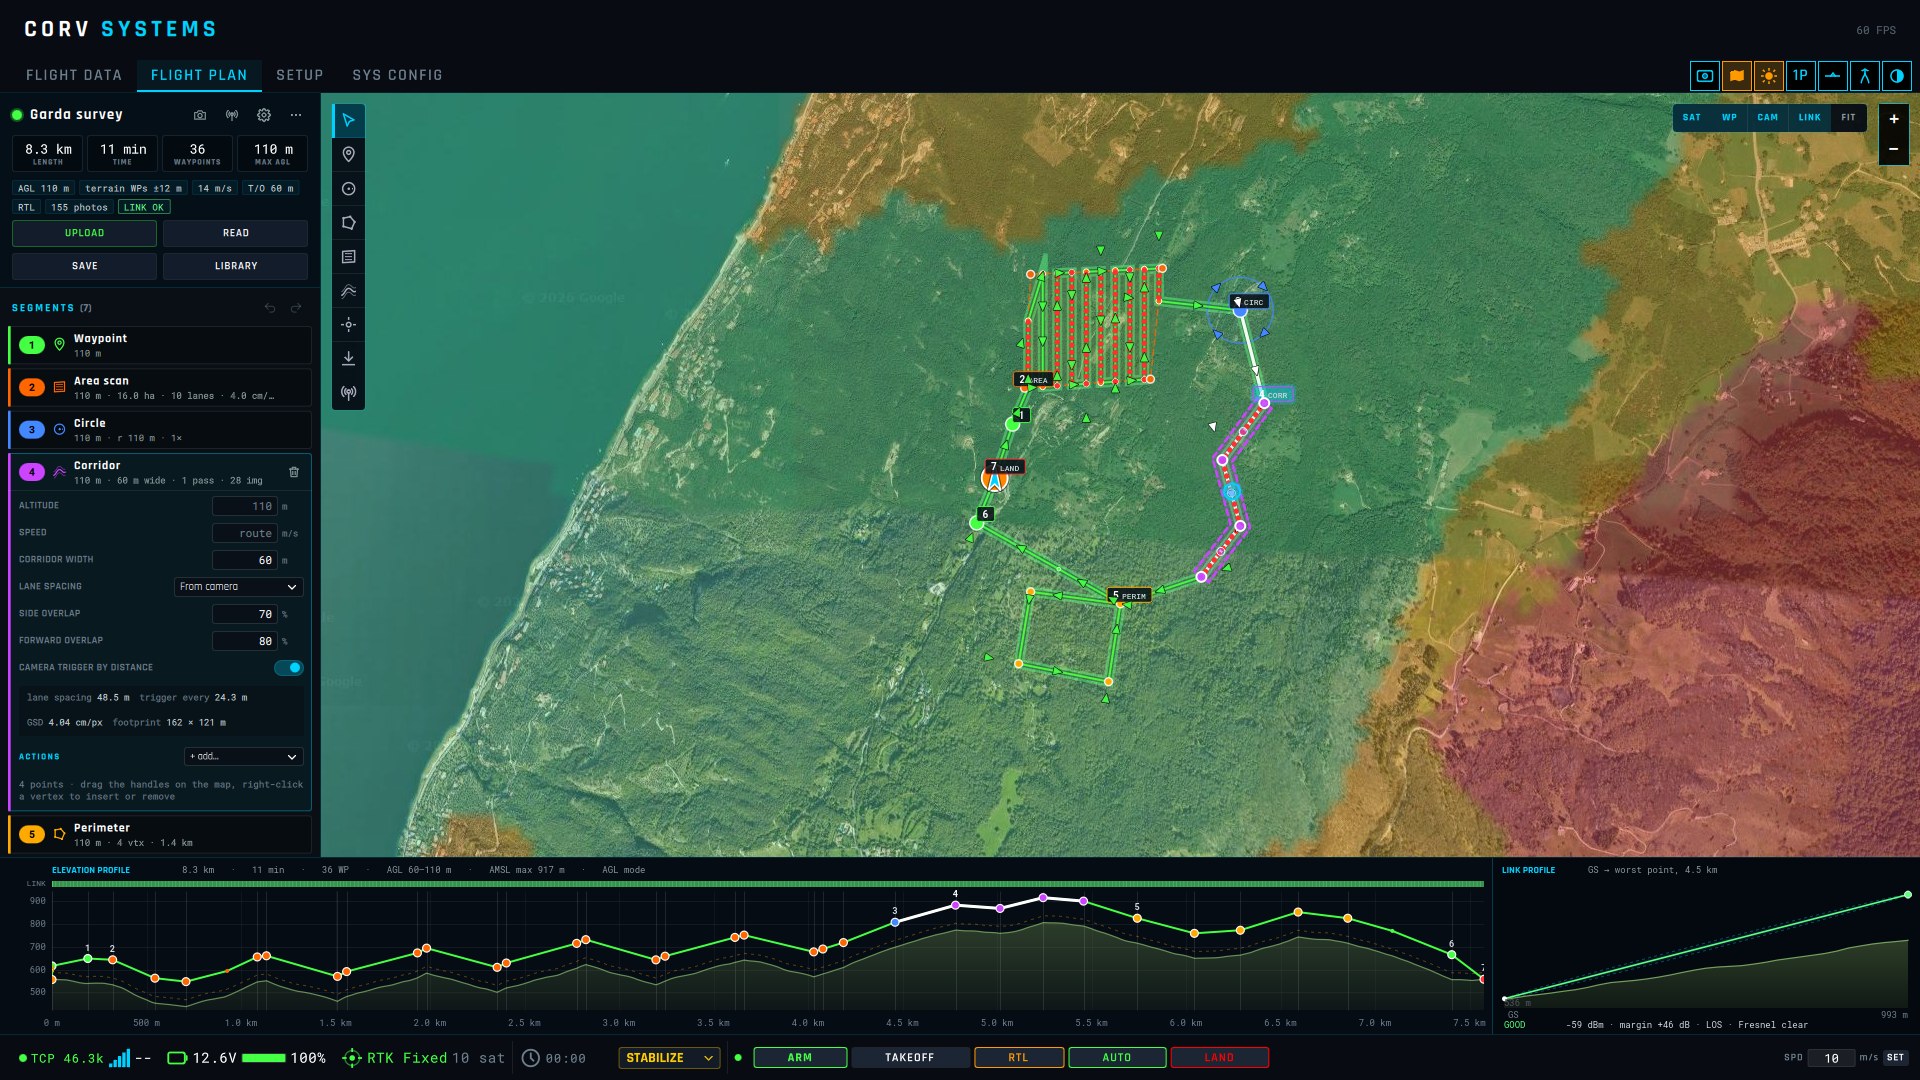 CORV SYSTEMS
60 FPS
FLIGHT DATA FLIGHT PLAN SETUP SYS CONFIG
1P
Garda survey
8.3 km 11 min 36 110 m
LENGTH TIME WAYPOINTS MAX AGL
AGL 110 m terrain WPs ±12 m 14 m/s T/O 60 m
RTL 155 photos LINK OK
UPLOAD READ
SAVE LIBRARY
SEGMENTS (7)
1 Waypoint
110 m
2 Area scan
110 m · 16.0 ha · 10 lanes · 4.0 cm/…
3 Circle
110 m · r 110 m · 1×
4 Corridor
110 m · 60 m wide · 1 pass · 28 img
ALTITUDE 110 m
SPEED route m/s
CORRIDOR WIDTH 60 m
LANE SPACING From camera
SIDE OVERLAP 70 %
FORWARD OVERLAP 80 %
CAMERA TRIGGER BY DISTANCE
lane spacing 48.5 m trigger every 24.3 m
GSD 4.04 cm/px footprint 162 × 121 m
ACTIONS + add...
4 points · drag the handles on the map, right-click
a vertex to insert or remove
5 Perimeter
110 m · 4 vtx · 1.4 km
SAT WP CAM LINK FIT
+
−
© 2026 Google
CIRC
2 AREA
CORR
1
7 LAND
6
5 PERIM
ELEVATION PROFILE 8.3 km · 11 min · 36 WP · AGL 60–110 m · AMSL max 917 m · AGL mode
LINK
900
800
700
600
500
1 2 3 4 5 6
0 m 500 m 1.0 km 1.5 km 2.0 km 2.5 km 3.0 km 3.5 km 4.0 km 4.5 km 5.0 km 5.5 km 6.0 km 6.5 km 7.0 km 7.5 km
LINK PROFILE GS → worst point, 4.5 km
GS 993 m
GOOD -59 dBm · margin +46 dB · LOS · Fresnel clear
TCP 46.3k -- 12.6V 100% RTK Fixed 10 sat 00:00 STABILIZE ARM TAKEOFF RTL AUTO LAND SPD 10 m/s SET